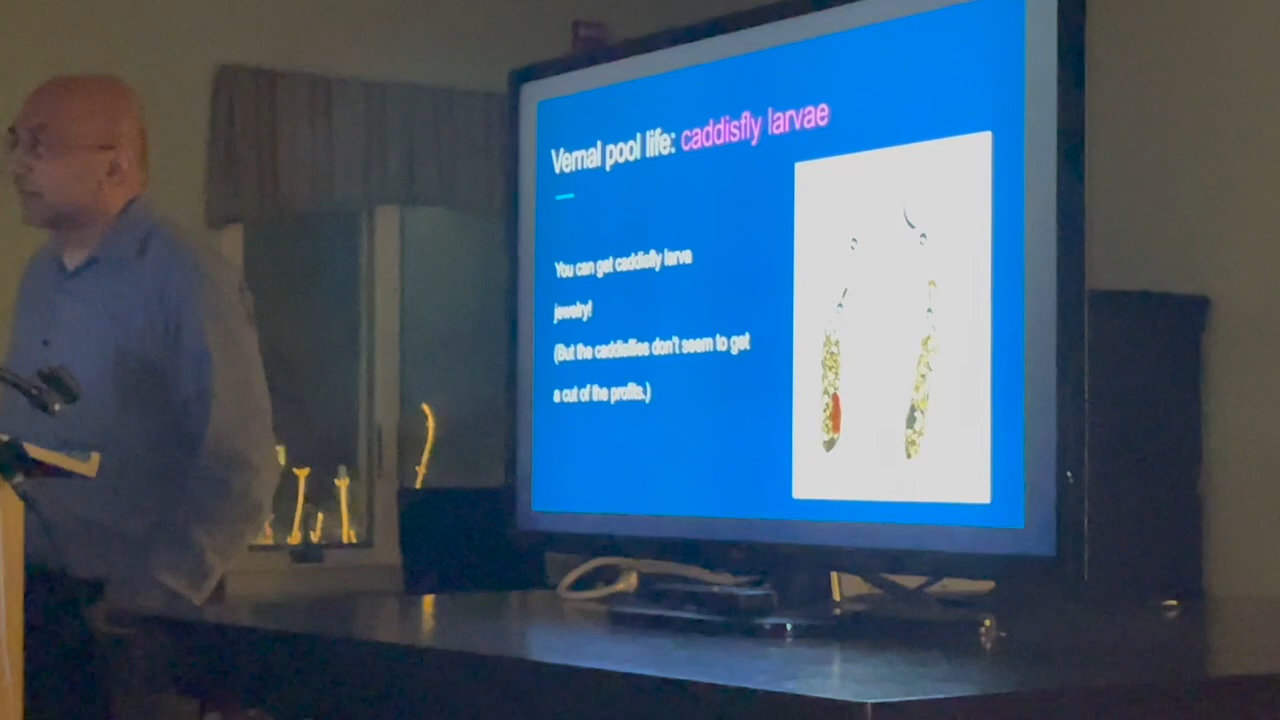 Vernal pool life: caddisfly larvae
You can get caddisfly larva
jewelry!
(But the caddisflies don't seem to get
a cut of the profits.)